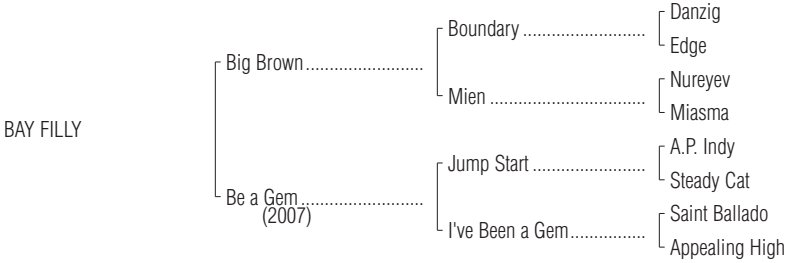 Danzig
Boundary ..........................
Edge
Big Brown.........................
Nureyev
Mien .................................
Miasma
BAY FILLY
A.P. Indy
Jump Start ........................
Steady Cat
Be a Gem..........................
(2007)
Saint Ballado
I've Been a Gem................
Appealing High